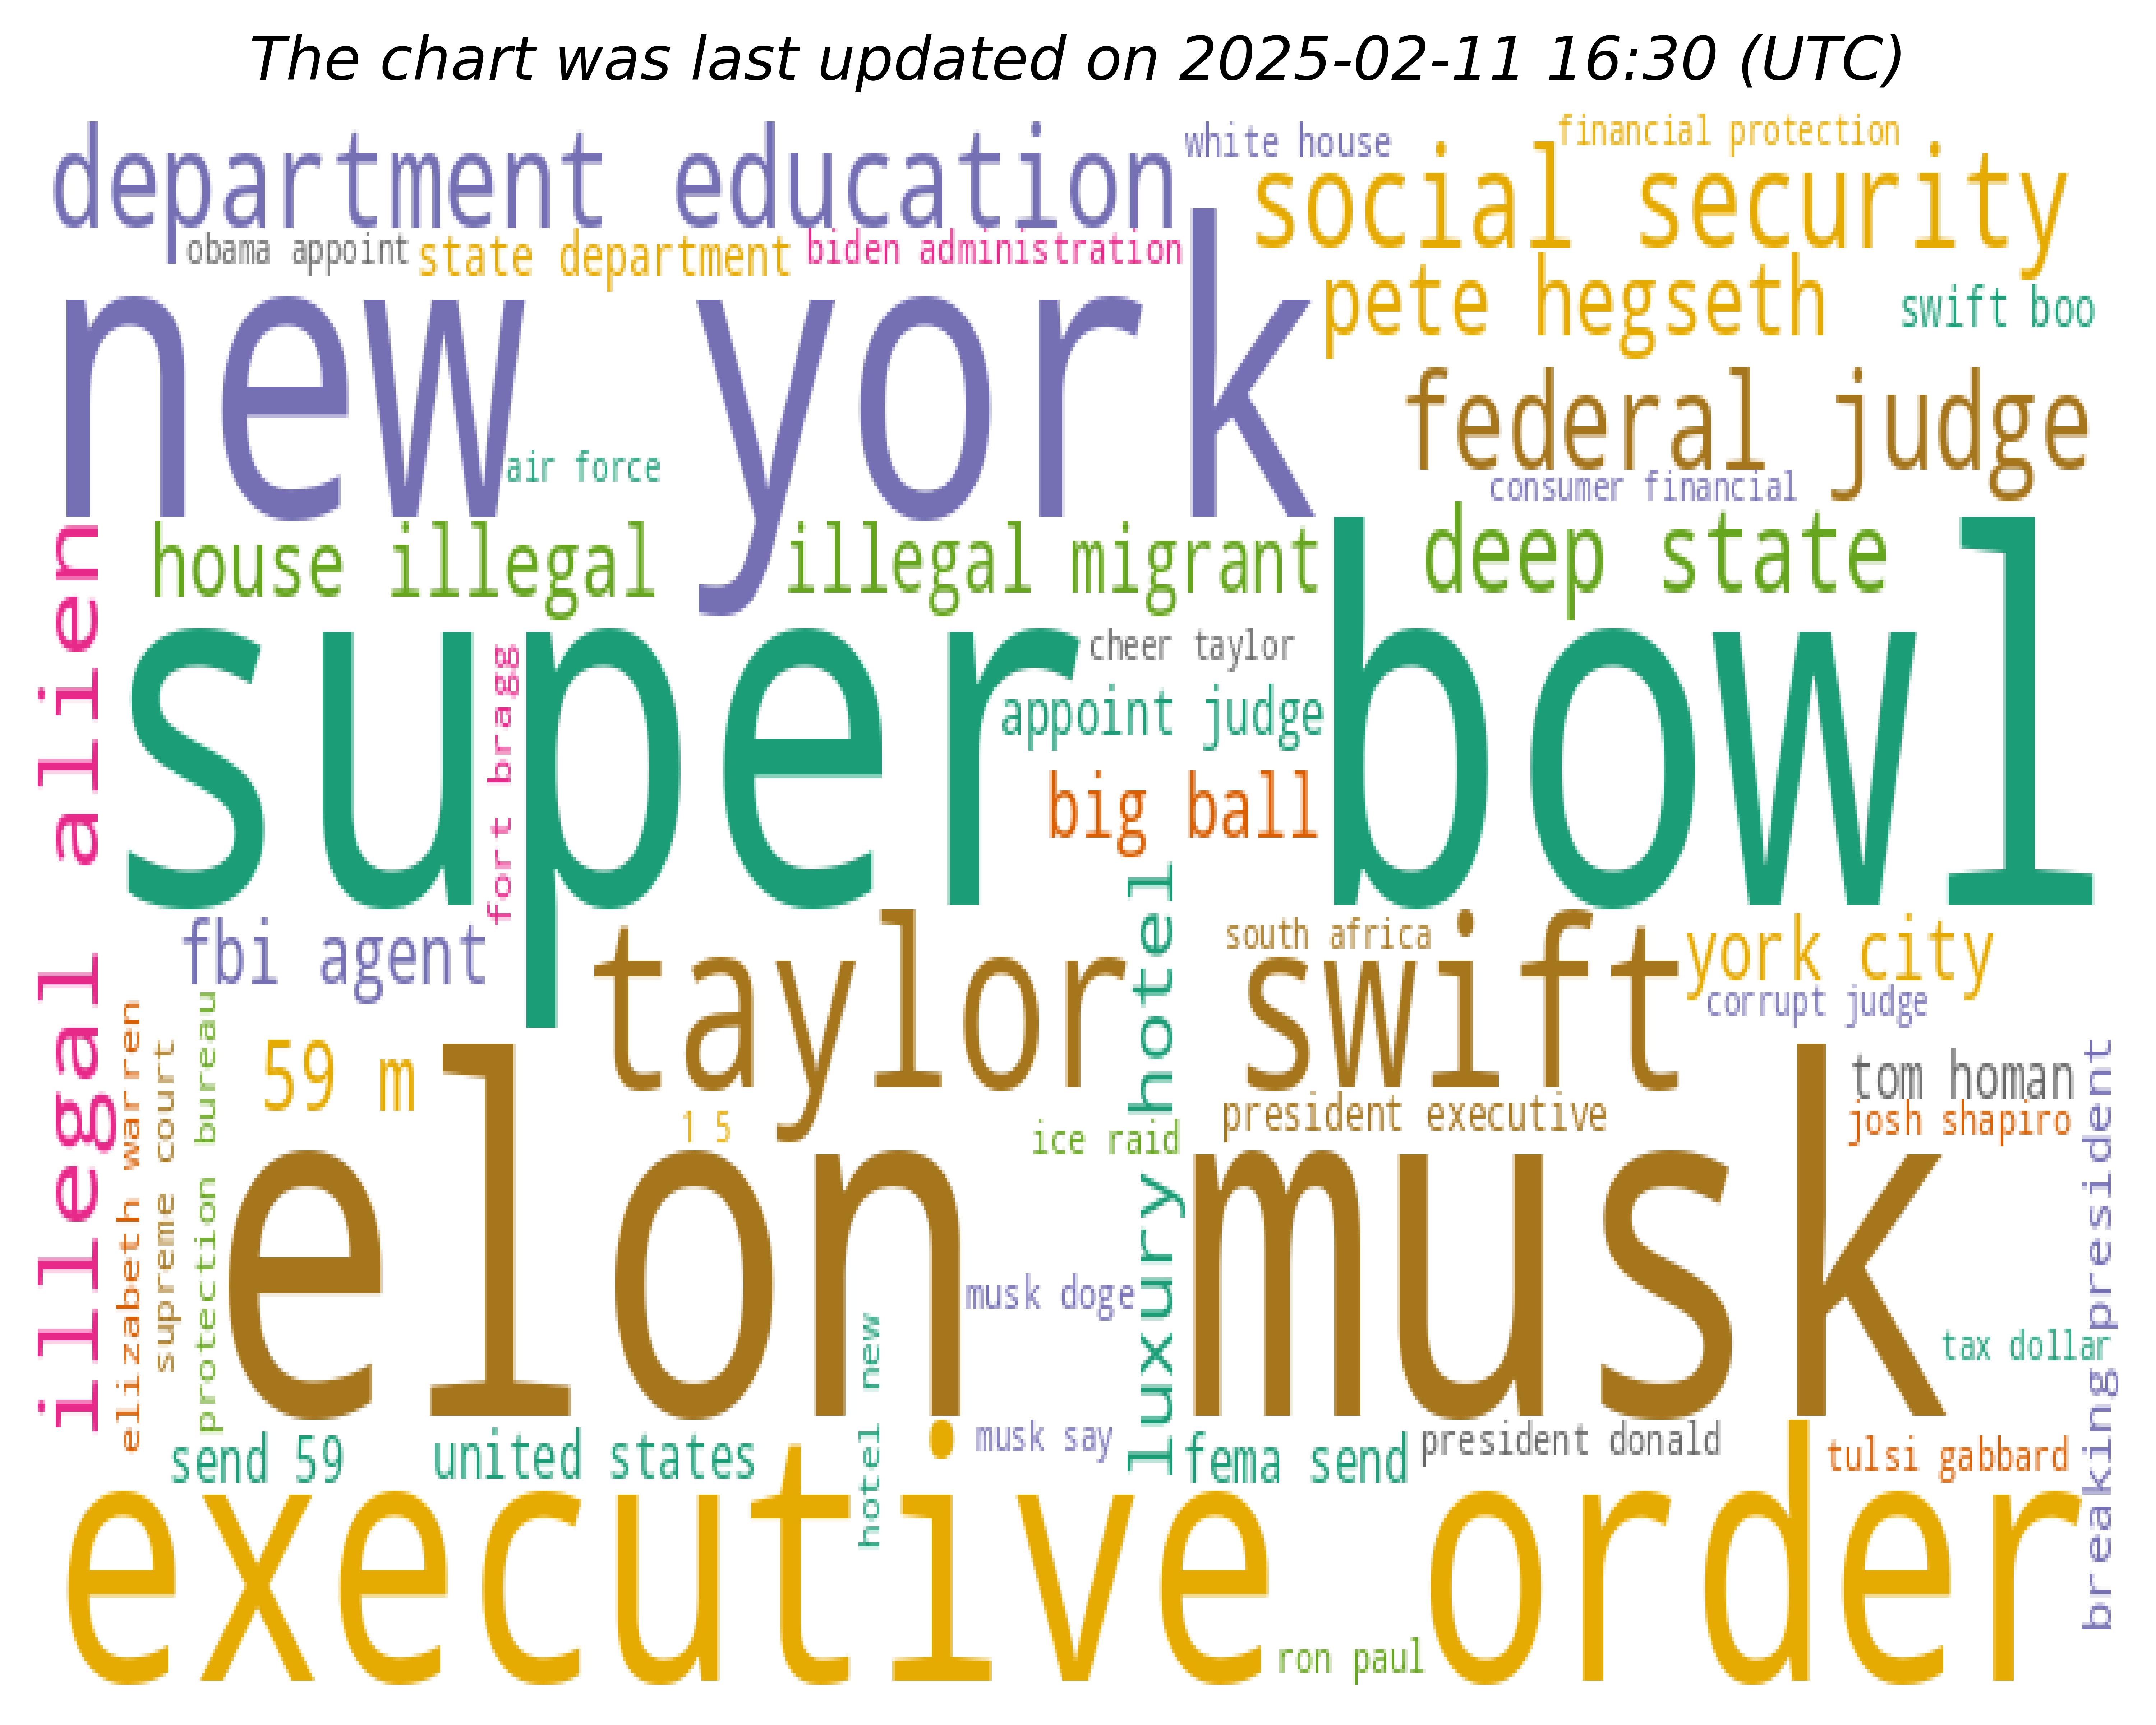 The chart was last updated on 2025-02-11 16:30 (UTC)
department education
white house
financial protection
social security
obama appoint
state department
biden administration
new york
pete hegseth
swift boo
federal judge
air force
consumer financial
illegal alien
house illegal
illegal migrant
deep state
super bowl
fort bragg
cheer taylor
appoint judge
big ball
luxury hotel
fbi agent
taylor swift
south africa
york city
corrupt judge
elizabeth warren
supreme court
protection bureau
59 m
1 5
ice raid
president executive
tom homan
josh shapiro
breaking president
elon musk
musk doge
hotel new
tax dollar
send 59
united states
musk say
fema send
president donald
tulsi gabbard
executive order
ron paul